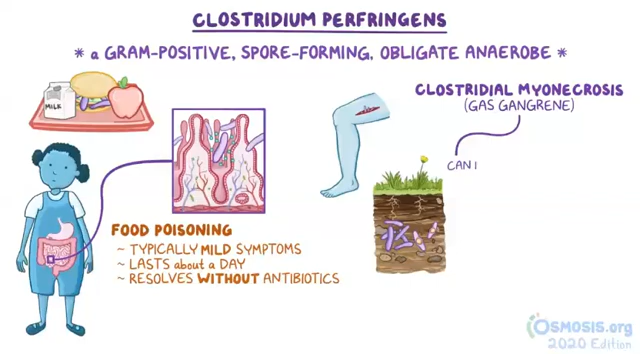 CLOSTRIDIUM PERFRINGENS
* a GRAM-POSITIVE, SPORE-FORMING, OBLIGATE ANAEROBE *
MILK
FOOD POISONING
~ TYPICALLY MILD SYMPTOMS
~ LASTS about a DAY
~ RESOLVES WITHOUT ANTIBIOTICS
CLOSTRIDIAL MYONECROSIS
(GAS GANGRENE)
CAN I
OSMOSIS.org
2020 Edition